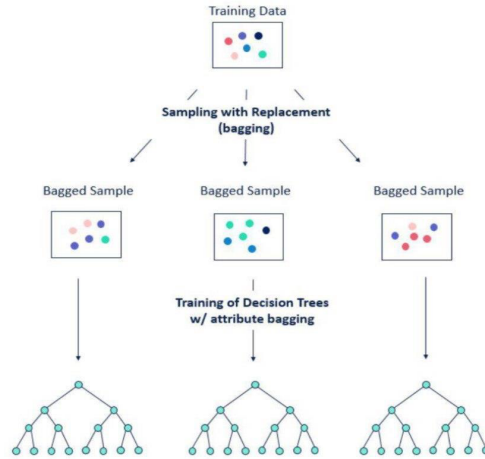 Training Data
Sampling with Replacement
(bagging)
Bagged Sample
Bagged Sample
Bagged Sample
Training of Decision Trees
w/ attribute bagging